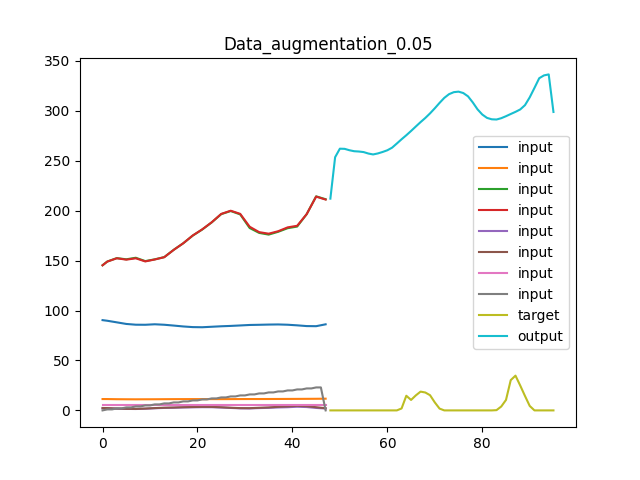 Data_augmentation_0.05
350
300
250
200
150
100
50
0
0
20
40
60
80
input
input
input
input
input
input
input
input
target
output